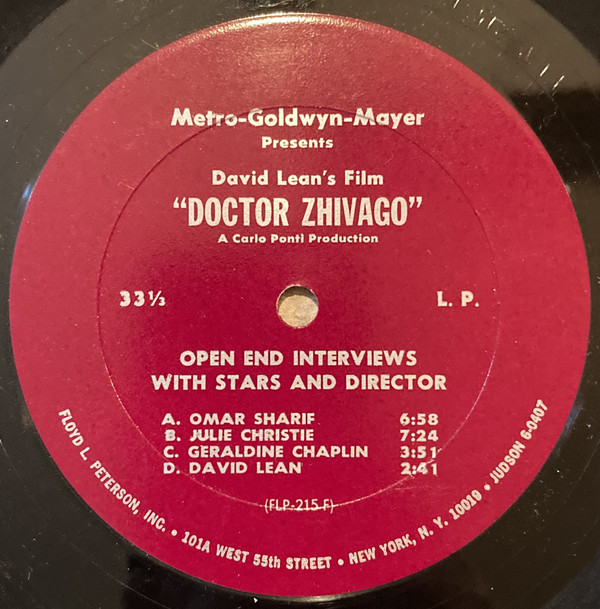 Metro-Goldwyn-Mayer
Presents
David Lean's Film
"DOCTOR ZHIVAGO"
A Carlo Ponti Production
33⅓ L. P.
OPEN END INTERVIEWS
WITH STARS AND DIRECTOR
A. OMAR SHARIF 6:58
B. JULIE CHRISTIE 7:24
C. GERALDINE CHAPLIN 3:51
D. DAVID LEAN 2:41
(FLP-215 F)
FLOYD L. PETERSON, INC. • 101A WEST 55th STREET • NEW YORK, N. Y. 10019 • JUDSON 6-0407